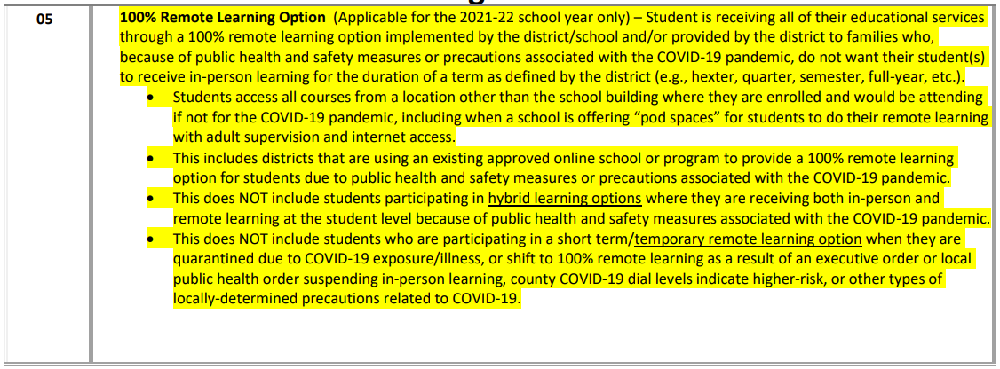 05
100% Remote Learning Option (Applicable for the 2021-22 school year only) – Student is receiving all of their educational services
through a 100% remote learning option implemented by the district/school and/or provided by the district to families who,
because of public health and safety measures or precautions associated with the COVID-19 pandemic, do not want their student(s)
to receive in-person learning for the duration of a term as defined by the district (e.g., hexter, quarter, semester, full-year, etc.).
• Students access all courses from a location other than the school building where they are enrolled and would be attending
if not for the COVID-19 pandemic, including when a school is offering “pod spaces” for students to do their remote learning
with adult supervision and internet access.
• This includes districts that are using an existing approved online school or program to provide a 100% remote learning
option for students due to public health and safety measures or precautions associated with the COVID-19 pandemic.
• This does NOT include students participating in hybrid learning options where they are receiving both in-person and
remote learning at the student level because of public health and safety measures associated with the COVID-19 pandemic.
• This does NOT include students who are participating in a short term/temporary remote learning option when they are
quarantined due to COVID-19 exposure/illness, or shift to 100% remote learning as a result of an executive order or local
public health order suspending in-person learning, county COVID-19 dial levels indicate higher-risk, or other types of
locally-determined precautions related to COVID-19.